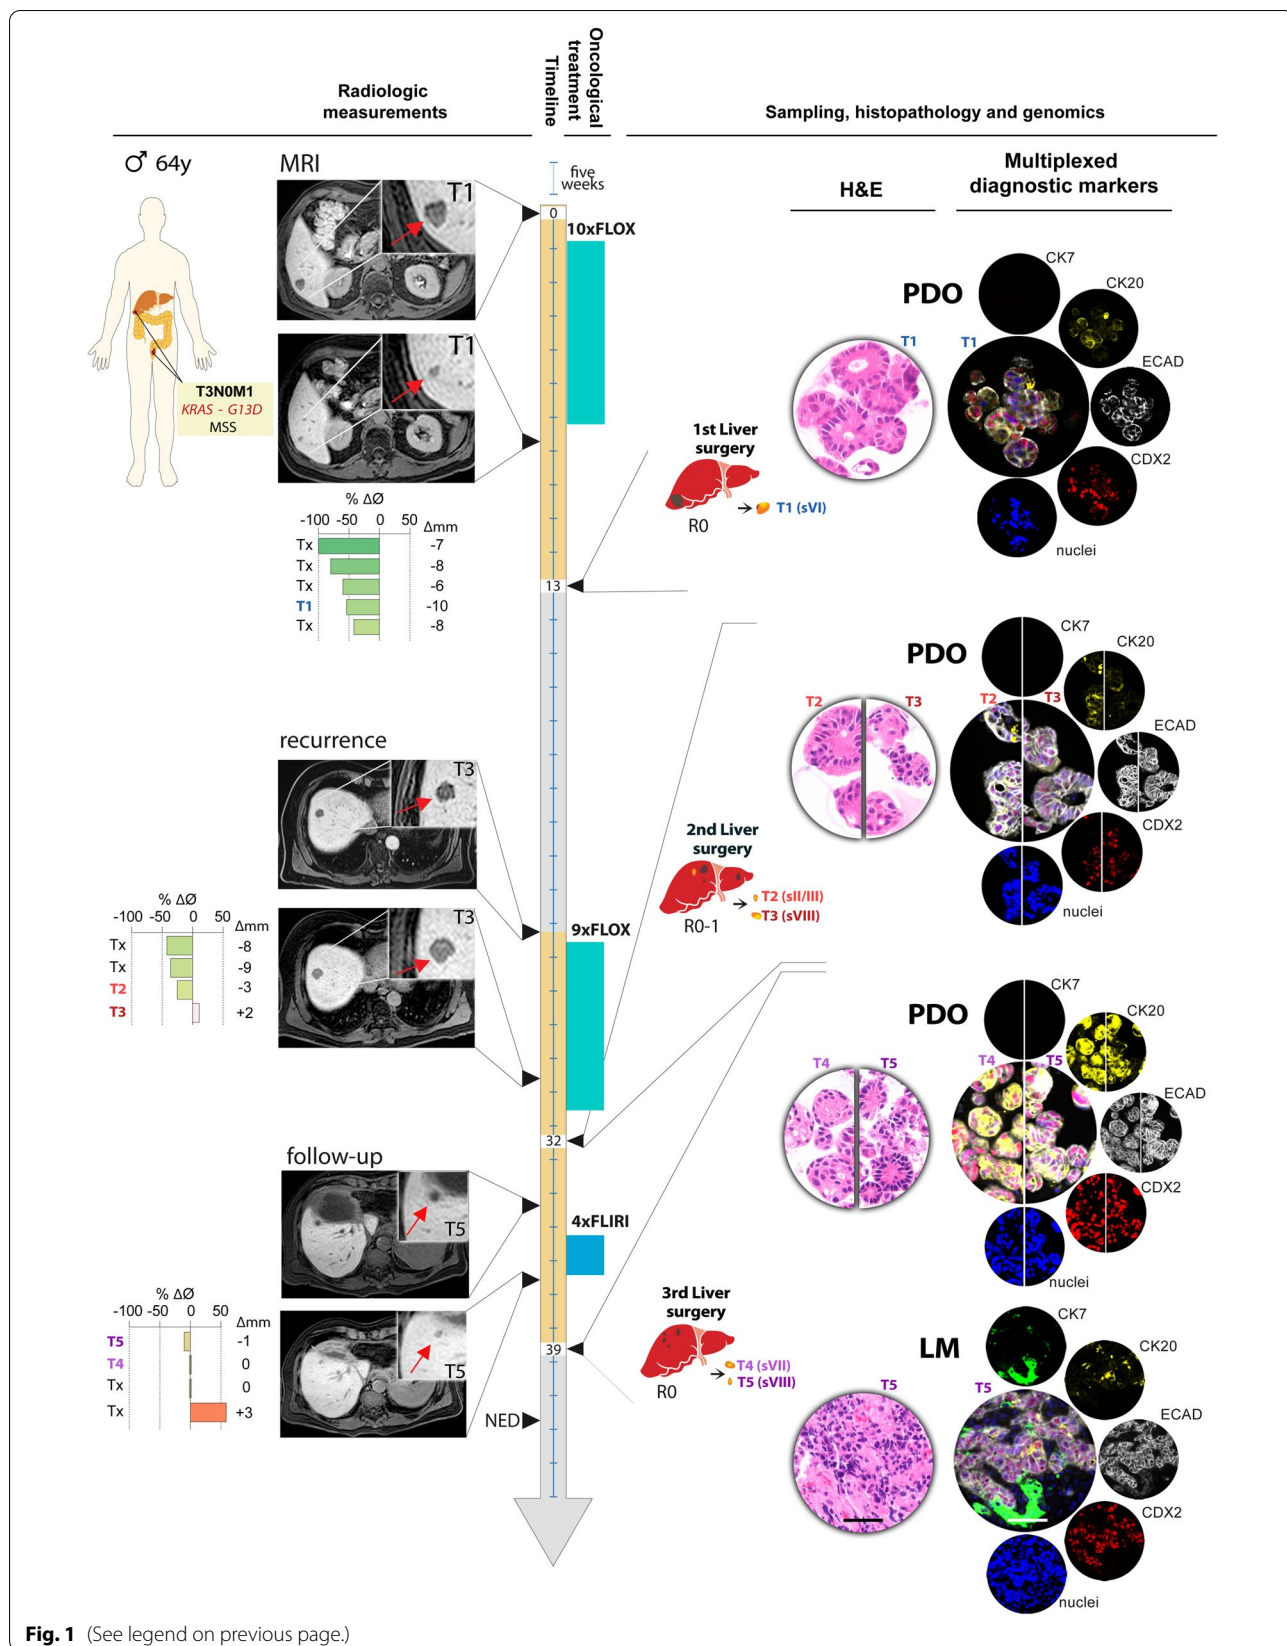 Radiologic
measurements
Timeline
Oncological
treatment
Sampling, histopathology and genomics
♂ 64y
MRI
five
weeks
H&E
Multiplexed
diagnostic markers
T1
0
10xFLOX
T1
T3N0M1
KRAS - G13D
MSS
PDO
CK7
CK20
T1
T1
ECAD
CDX2
nuclei
1st Liver
surgery
R0
T1 (sVI)
% ΔØ
-100 -50 0 50
Δmm
Tx -7
Tx -8
Tx -6
T1 -10
Tx -8
13
PDO
CK7
CK20
T2
T3
T2
T3
ECAD
CDX2
nuclei
recurrence
T3
T3
2nd Liver
surgery
R0-1
T2 (sII/III)
T3 (sVIII)
9xFLOX
% ΔØ
-100 -50 0 50
Δmm
Tx -8
Tx -9
T2 -3
T3 +2
32
PDO
CK7
CK20
T4
T5
T4
T5
ECAD
CDX2
nuclei
follow-up
T5
T5
4xFLIRI
3rd Liver
surgery
R0
T4 (sVII)
T5 (sVIII)
% ΔØ
-100 -50 0 50
Δmm
T5 -1
T4 0
Tx 0
Tx +3
39
NED
LM
CK7
CK20
T5
T5
ECAD
CDX2
nuclei
Fig. 1 (See legend on previous page.)